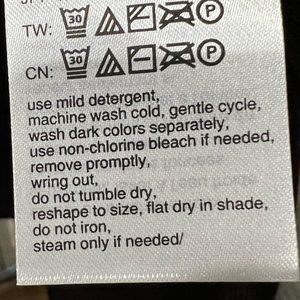 TW: 30 P
CN: 30 P
use mild detergent,
machine wash cold, gentle cycle,
wash dark colors separately,
use non-chlorine bleach if needed,
remove promptly,
wring out,
do not tumble dry,
reshape to size, flat dry in shade,
do not iron,
steam only if needed/